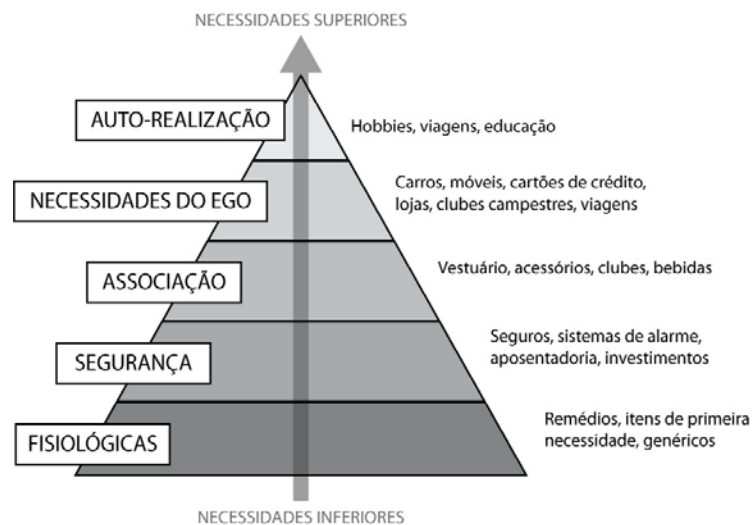 NECESSIDADES SUPERIORES
AUTO-REALIZAÇÃO
Hobbies, viagens, educação
NECESSIDADES DO EGO
Carros, móveis, cartões de crédito,
lojas, clubes campestres, viagens
ASSOCIAÇÃO
Vestuário, acessórios, clubes, bebidas
SEGURANÇA
Seguros, sistemas de alarme,
aposentadoria, investimentos
FISIOLÓGICAS
Remédios, itens de primeira
necessidade, genéricos
NECESSIDADES INFERIORES